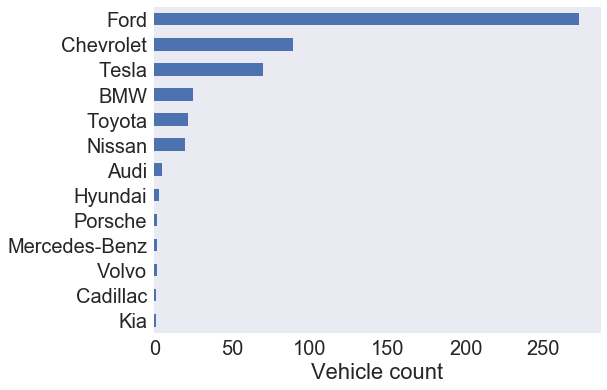 Ford
Chevrolet
Tesla
BMW
Toyota
Nissan
Audi
Hyundai
Porsche
Mercedes-Benz
Volvo
Cadillac
Kia
0 50 100 150 200 250
Vehicle count